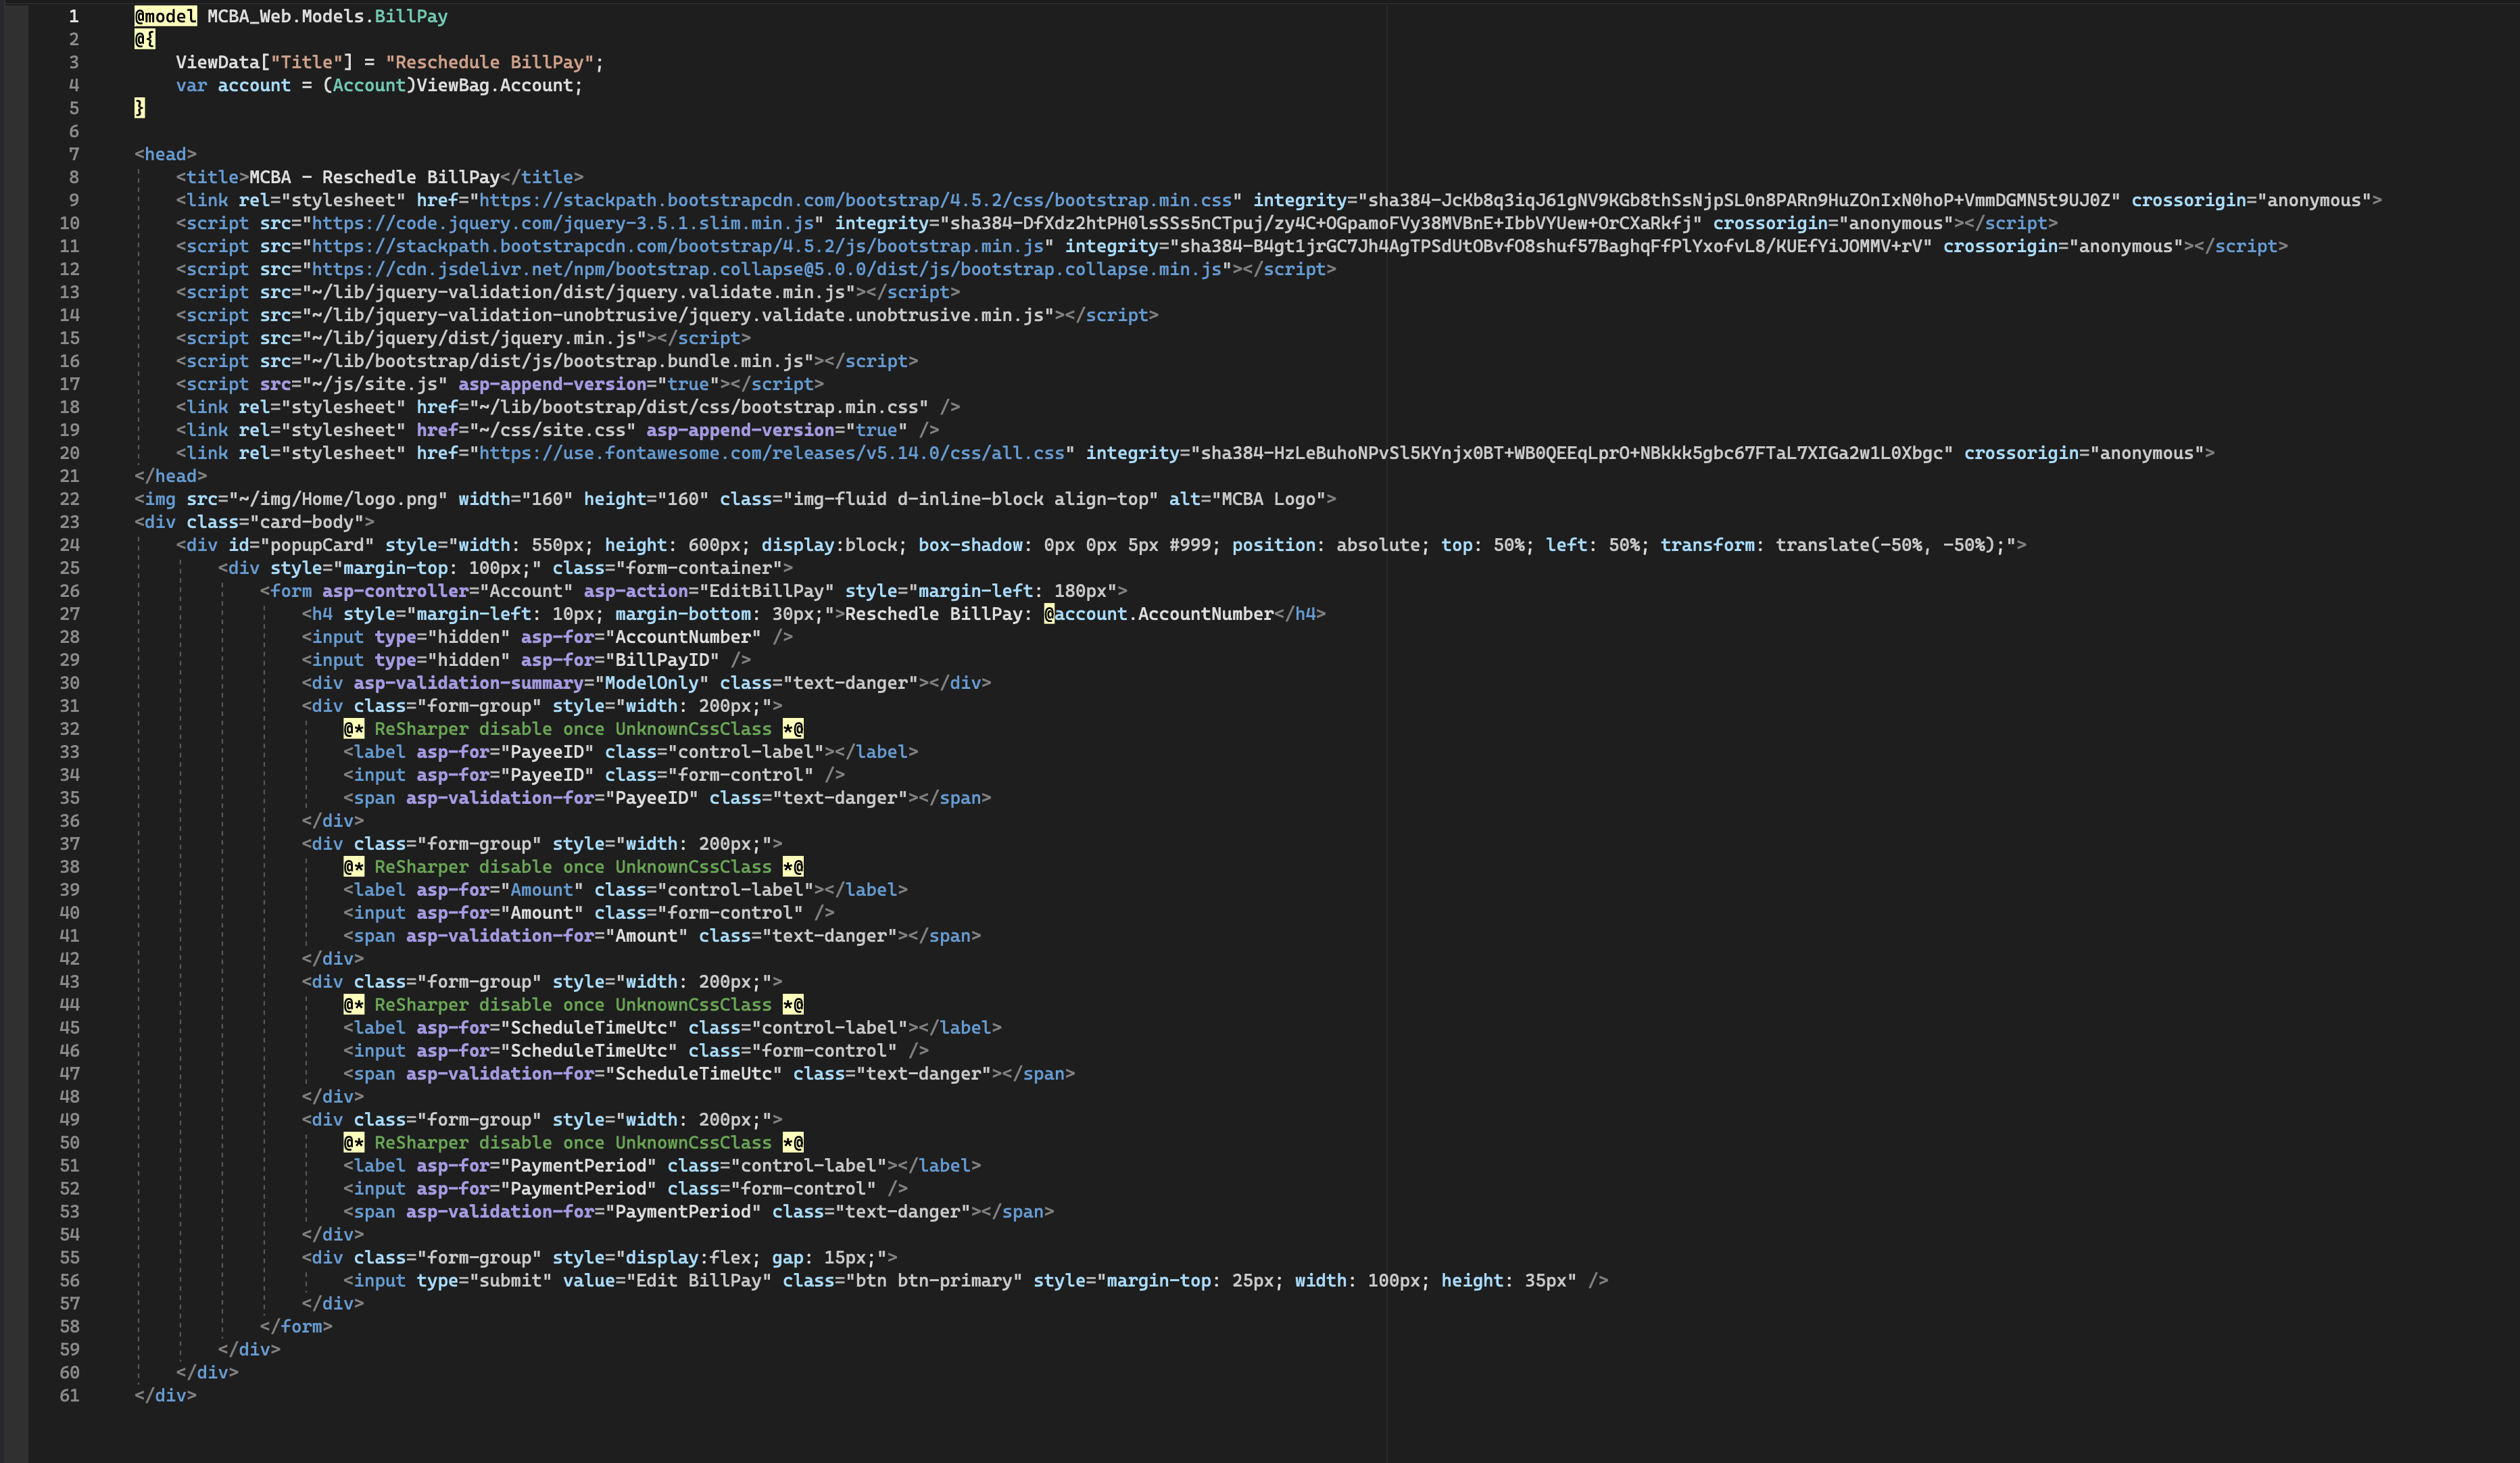 1 @model MCBA_Web.Models.BillPay
2 @{
3 ViewData["Title"] = "Reschedule BillPay";
4 var account = (Account)ViewBag.Account;
5 }
6
7 <head>
8 <title>MCBA - Reschedle BillPay</title>
9 <link rel="stylesheet" href="https://stackpath.bootstrapcdn.com/bootstrap/4.5.2/css/bootstrap.min.css" integrity="sha384-JcKb8q3iqJ61gNV9KGb8thSsNjpSL0n8PARn9HuZOnIxN0hoP+VmmDGMN5t9UJ0Z" crossorigin="anonymous">
10 <script src="https://code.jquery.com/jquery-3.5.1.slim.min.js" integrity="sha384-DfXdz2htPH0lsSSs5nCTpuj/zy4C+OGpamoFVy38MVBnE+IbbVYUew+OrCXaRkfj" crossorigin="anonymous"></script>
11 <script src="https://stackpath.bootstrapcdn.com/bootstrap/4.5.2/js/bootstrap.min.js" integrity="sha384-B4gt1jrGC7Jh4AgTPSdUtOBvfO8shuf57BaghqFfPlYxofvL8/KUEfYiJOMMV+rV" crossorigin="anonymous"></script>
12 <script src="https://cdn.jsdelivr.net/npm/bootstrap.collapse@5.0.0/dist/js/bootstrap.collapse.min.js"></script>
13 <script src="~/lib/jquery-validation/dist/jquery.validate.min.js"></script>
14 <script src="~/lib/jquery-validation-unobtrusive/jquery.validate.unobtrusive.min.js"></script>
15 <script src="~/lib/jquery/dist/jquery.min.js"></script>
16 <script src="~/lib/bootstrap/dist/js/bootstrap.bundle.min.js"></script>
17 <script src="~/js/site.js" asp-append-version="true"></script>
18 <link rel="stylesheet" href="~/lib/bootstrap/dist/css/bootstrap.min.css" />
19 <link rel="stylesheet" href="~/css/site.css" asp-append-version="true" />
20 <link rel="stylesheet" href="https://use.fontawesome.com/releases/v5.14.0/css/all.css" integrity="sha384-HzLeBuhoNPvSl5KYnjx0BT+WB0QEEqLprO+NBkkk5gbc67FTaL7XIGa2w1L0Xbgc" crossorigin="anonymous">
21 </head>
22 <img src="~/img/Home/logo.png" width="160" height="160" class="img-fluid d-inline-block align-top" alt="MCBA Logo">
23 <div class="card-body">
24 <div id="popupCard" style="width: 550px; height: 600px; display:block; box-shadow: 0px 0px 5px #999; position: absolute; top: 50%; left: 50%; transform: translate(-50%, -50%);">
25 <div style="margin-top: 100px;" class="form-container">
26 <form asp-controller="Account" asp-action="EditBillPay" style="margin-left: 180px">
27 <h4 style="margin-left: 10px; margin-bottom: 30px;">Reschedle BillPay: @account.AccountNumber</h4>
28 <input type="hidden" asp-for="AccountNumber" />
29 <input type="hidden" asp-for="BillPayID" />
30 <div asp-validation-summary="ModelOnly" class="text-danger"></div>
31 <div class="form-group" style="width: 200px;">
32 @* ReSharper disable once UnknownCssClass *@
33 <label asp-for="PayeeID" class="control-label"></label>
34 <input asp-for="PayeeID" class="form-control" />
35 <span asp-validation-for="PayeeID" class="text-danger"></span>
36 </div>
37 <div class="form-group" style="width: 200px;">
38 @* ReSharper disable once UnknownCssClass *@
39 <label asp-for="Amount" class="control-label"></label>
40 <input asp-for="Amount" class="form-control" />
41 <span asp-validation-for="Amount" class="text-danger"></span>
42 </div>
43 <div class="form-group" style="width: 200px;">
44 @* ReSharper disable once UnknownCssClass *@
45 <label asp-for="ScheduleTimeUtc" class="control-label"></label>
46 <input asp-for="ScheduleTimeUtc" class="form-control" />
47 <span asp-validation-for="ScheduleTimeUtc" class="text-danger"></span>
48 </div>
49 <div class="form-group" style="width: 200px;">
50 @* ReSharper disable once UnknownCssClass *@
51 <label asp-for="PaymentPeriod" class="control-label"></label>
52 <input asp-for="PaymentPeriod" class="form-control" />
53 <span asp-validation-for="PaymentPeriod" class="text-danger"></span>
54 </div>
55 <div class="form-group" style="display:flex; gap: 15px;">
56 <input type="submit" value="Edit BillPay" class="btn btn-primary" style="margin-top: 25px; width: 100px; height: 35px" />
57 </div>
58 </form>
59 </div>
60 </div>
61 </div>